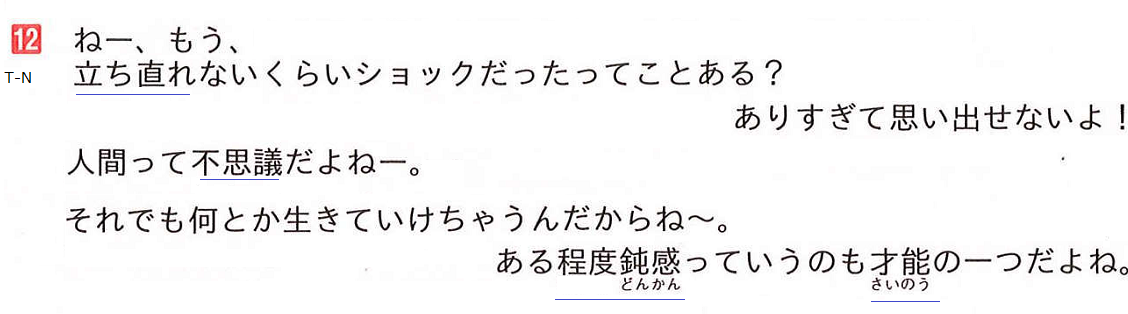 12 ねー、もう、
T-N 立ち直れないくらいショックだったってことある？
ありすぎて思い出せないよ！
人間って不思議だよねー。
それでも何とか生きていけちゃうんだからね〜。
ある程度鈍感っていうのも才能の一つだよね。
どんかん さいのう